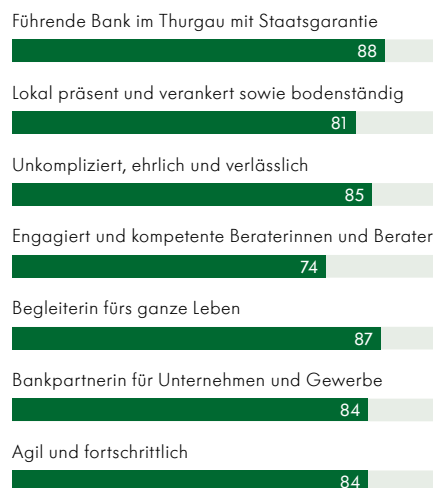 Führende Bank im Thurgau mit Staatsgarantie
88
Lokal präsent und verankert sowie bodenständig
81
Unkompliziert, ehrlich und verlässlich
85
Engagiert und kompetente Beraterinnen und Berater
74
Begleiterin fürs ganze Leben
87
Bankpartnerin für Unternehmen und Gewerbe
84
Agil und fortschrittlich
84